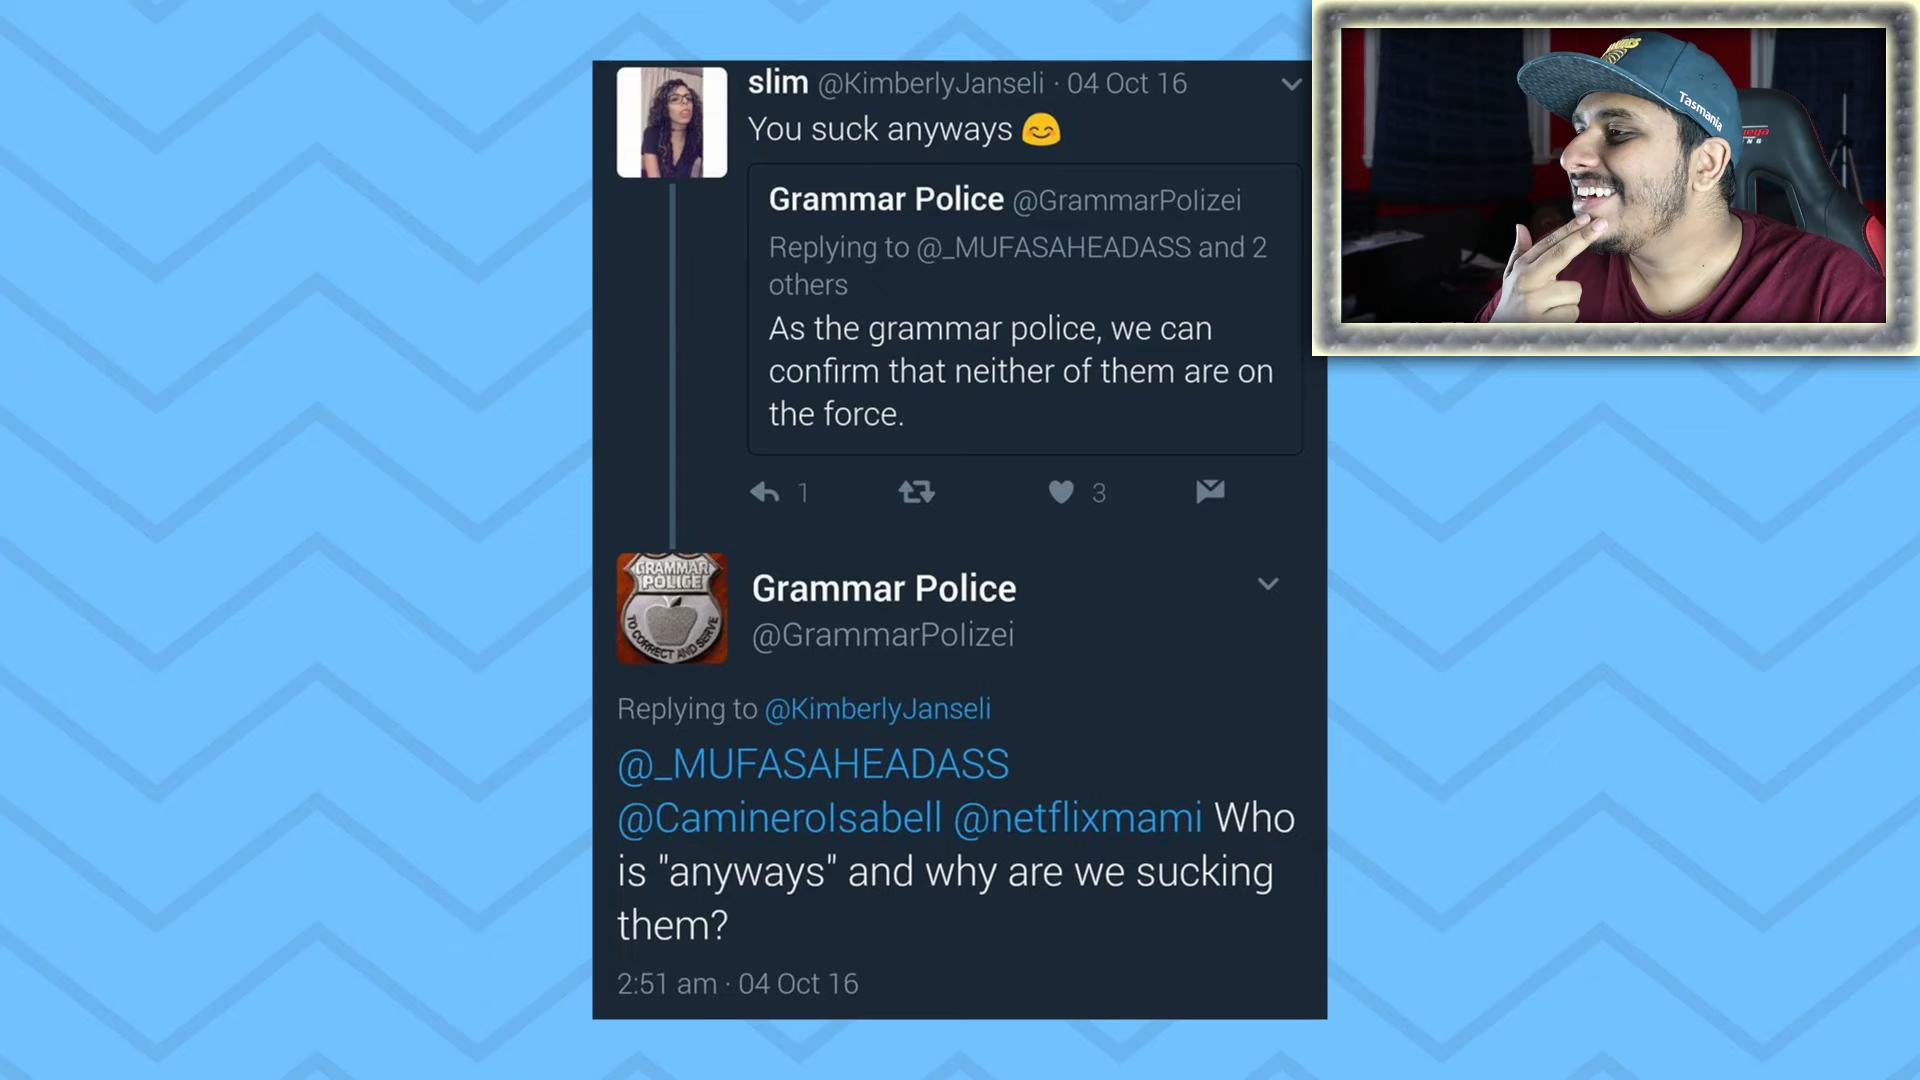 slim @KimberlyJanseli · 04 Oct 16
You suck anyways 😊
Grammar Police @GrammarPolizei
Replying to @_MUFASAHEADASS and 2
others
As the grammar police, we can
confirm that neither of them are on
the force.
1
3
GRAMMAR
POLICE
TO CORRECT AND SERVE
Grammar Police
@GrammarPolizei
Replying to @KimberlyJanseli
@_MUFASAHEADASS
@CamineroIsabell @netflixmami Who
is "anyways" and why are we sucking
them?
2:51 am · 04 Oct 16
Tasmania